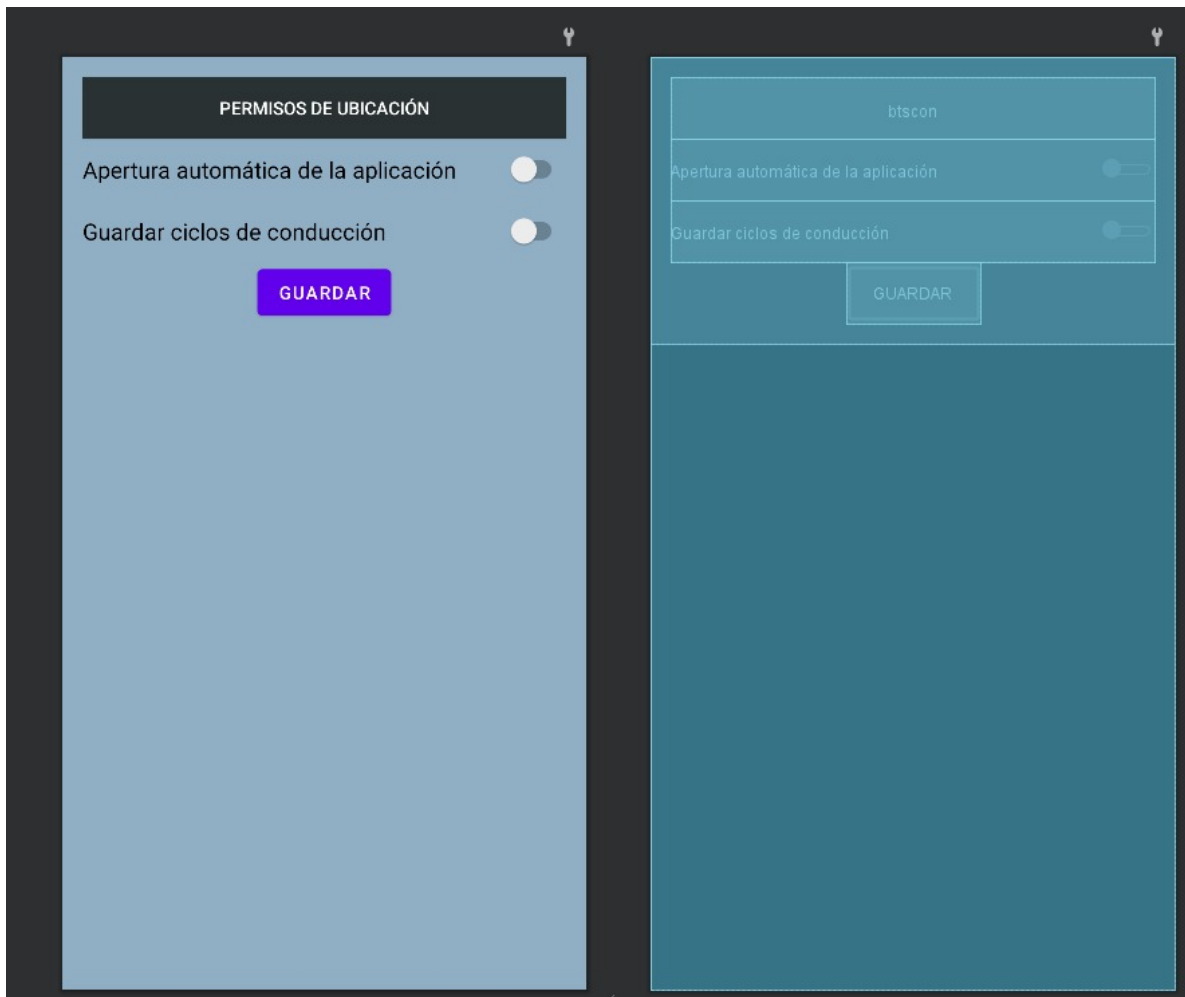 PERMISOS DE UBICACIÓN
Apertura automática de la aplicación
Guardar ciclos de conducción
GUARDAR
btscon
Apertura automática de la aplicación
Guardar ciclos de conducción
GUARDAR